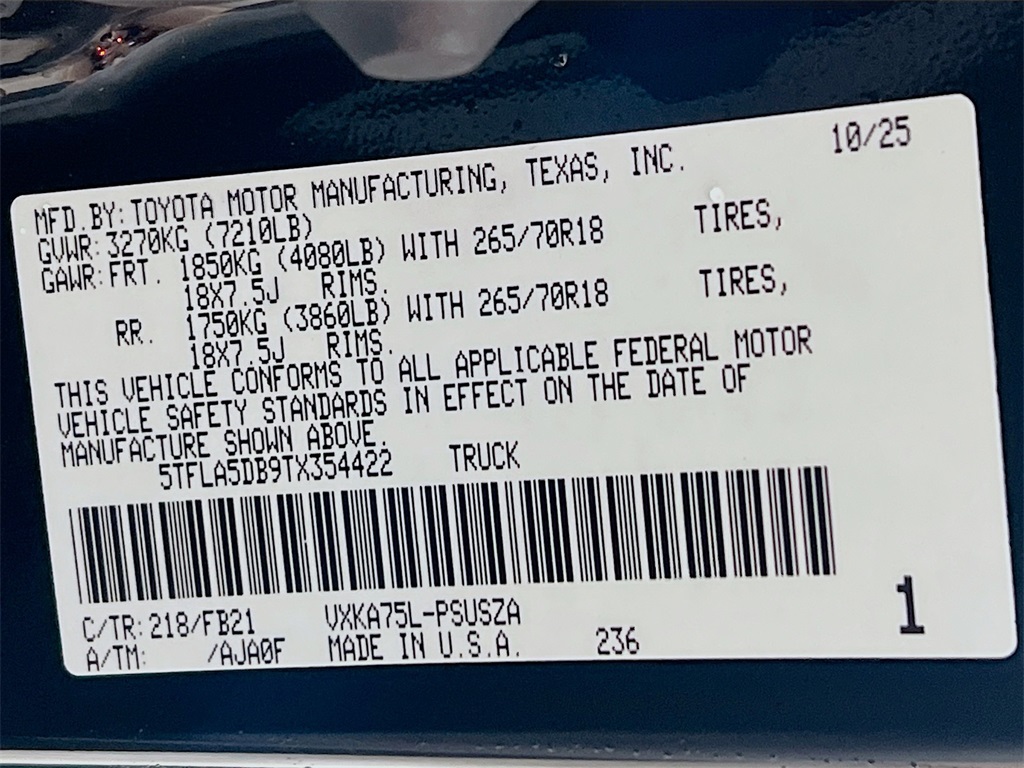 10/25
MFD.BY:TOYOTA MOTOR MANUFACTURING, TEXAS, INC.
GVWR:3270KG (7210LB)
GAWR:FRT. 1850KG (4080LB) WITH 265/70R18 TIRES,
18X7.5J RIMS.
RR. 1750KG (3860LB) WITH 265/70R18 TIRES,
18X7.5J RIMS.
THIS VEHICLE CONFORMS TO ALL APPLICABLE FEDERAL MOTOR
VEHICLE SAFETY STANDARDS IN EFFECT ON THE DATE OF
MANUFACTURE SHOWN ABOVE.
5TFLA5DB9TX354422 TRUCK
C/TR:218/FB21 VXKA75L-PSUSZA
A/TM: /AJA0F MADE IN U.S.A. 236
1